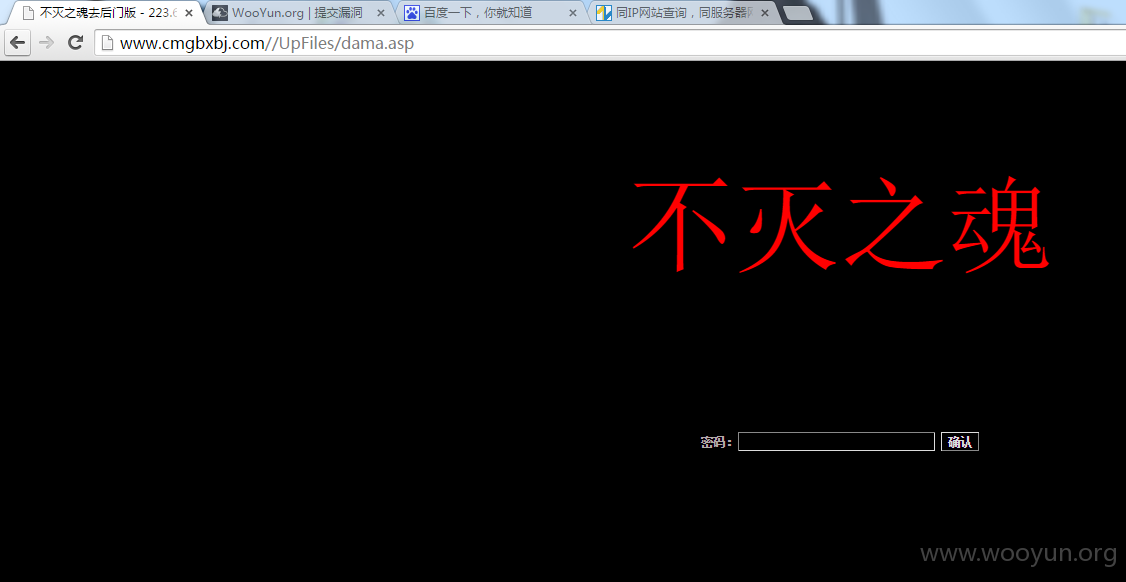 不灭之魂去后门版 - 223.6
WooYun.org | 提交漏洞
百度一下，你就知道
同IP网站查询，同服务器网
www.cmgbxbj.com//UpFiles/dama.asp
不灭之魂
密码：
确认
www.wooyun.org